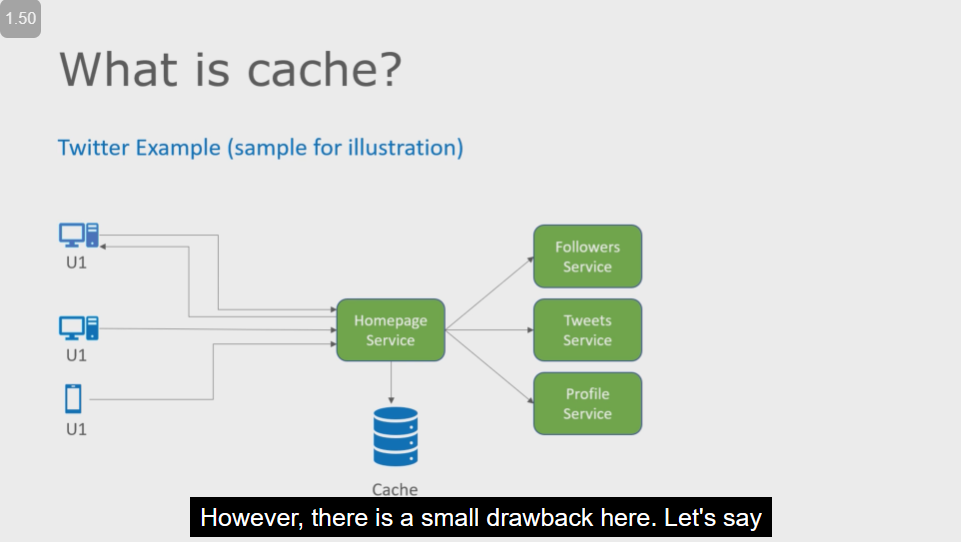 1.50
What is cache?
Twitter Example (sample for illustration)
U1
U1
U1
Homepage
Service
Cache
Followers
Service
Tweets
Service
Profile
Service
However, there is a small drawback here. Let's say